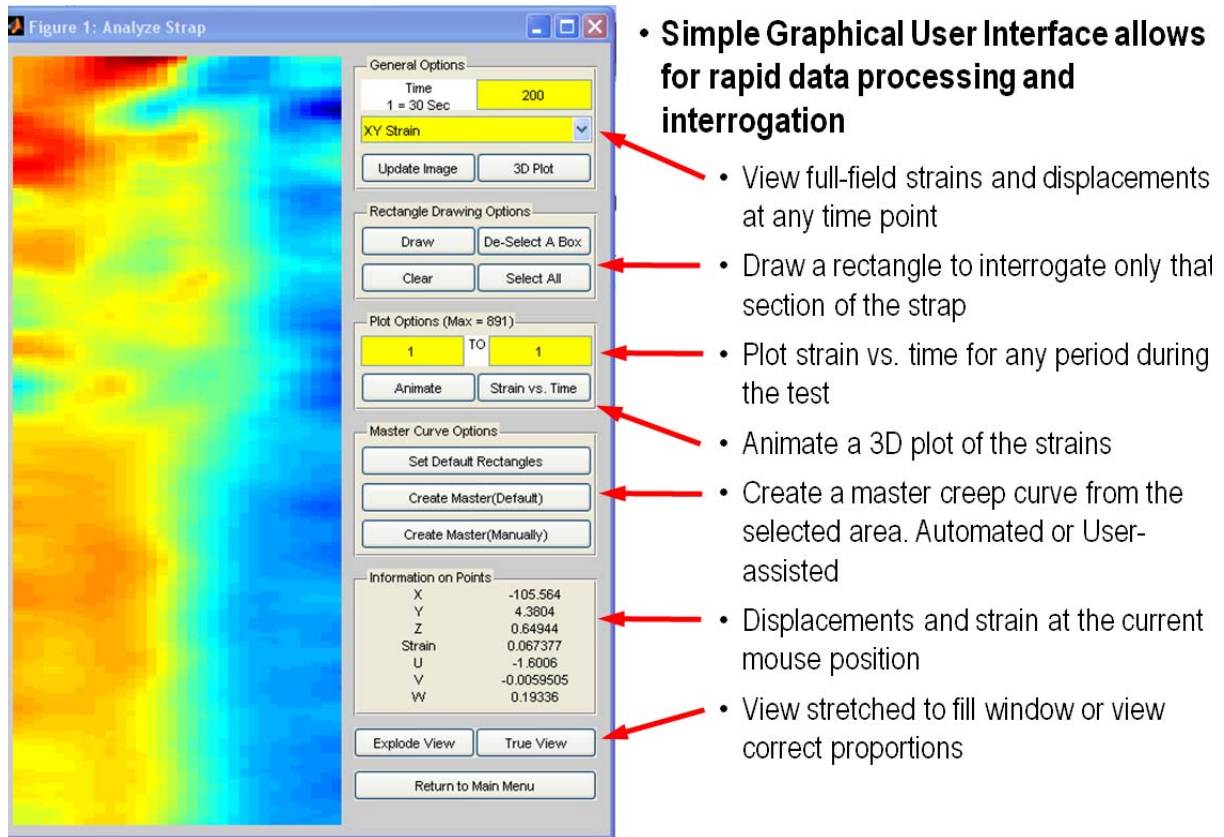 Figure 1: Analyze Strap
General Options
Time
1 = 30 Sec
200
XY Strain
Update Image
3D Plot
Rectangle Drawing Options
Draw
De-Select A Box
Clear
Select All
Plot Options (Max = 891)
1
TO
1
Animate
Strain vs. Time
Master Curve Options
Set Default Rectangles
Create Master(Default)
Create Master(Manually)
Information on Points
X -105.564
Y 4.3804
Z 0.64944
Strain 0.067377
U -1.6006
V -0.0059505
W 0.19336
Explode View
True View
Return to Main Menu
• Simple Graphical User Interface allows
for rapid data processing and
interrogation
• View full-field strains and displacements
at any time point
• Draw a rectangle to interrogate only that
section of the strap
• Plot strain vs. time for any period during
the test
• Animate a 3D plot of the strains
• Create a master creep curve from the
selected area. Automated or User-
assisted
• Displacements and strain at the current
mouse position
• View stretched to fill window or view
correct proportions